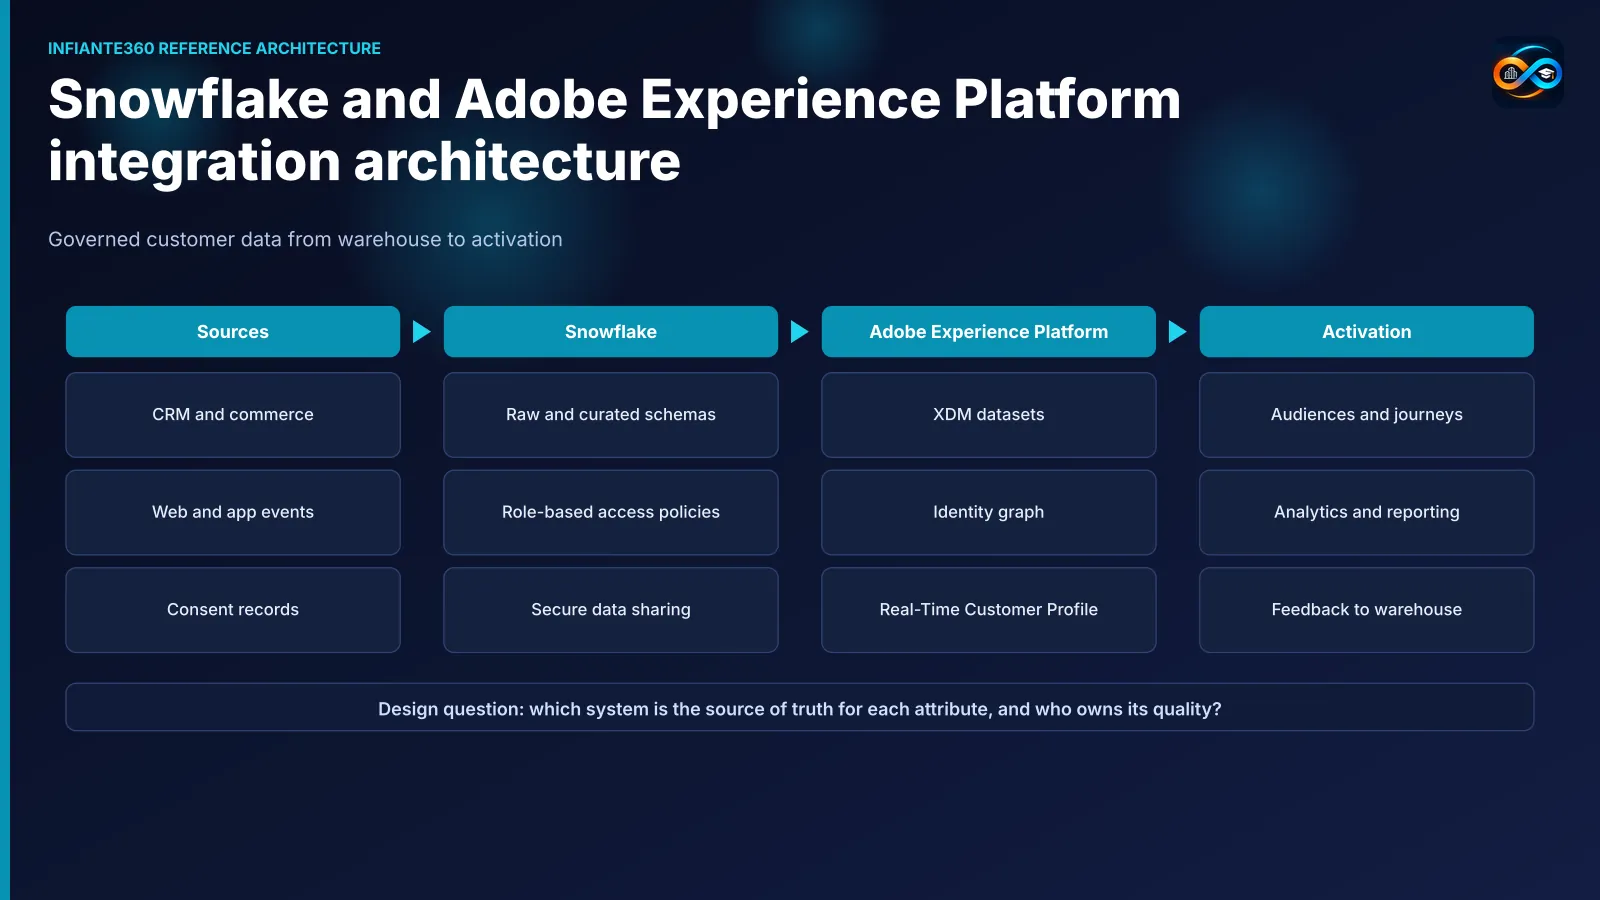 INFIANTE360 REFERENCE ARCHITECTURE
Snowflake and Adobe Experience Platform
integration architecture
Governed customer data from warehouse to activation
Sources
Snowflake
Adobe Experience Platform
Activation
CRM and commerce
Raw and curated schemas
XDM datasets
Audiences and journeys
Web and app events
Role-based access policies
Identity graph
Analytics and reporting
Consent records
Secure data sharing
Real-Time Customer Profile
Feedback to warehouse
Design question: which system is the source of truth for each attribute, and who owns its quality?